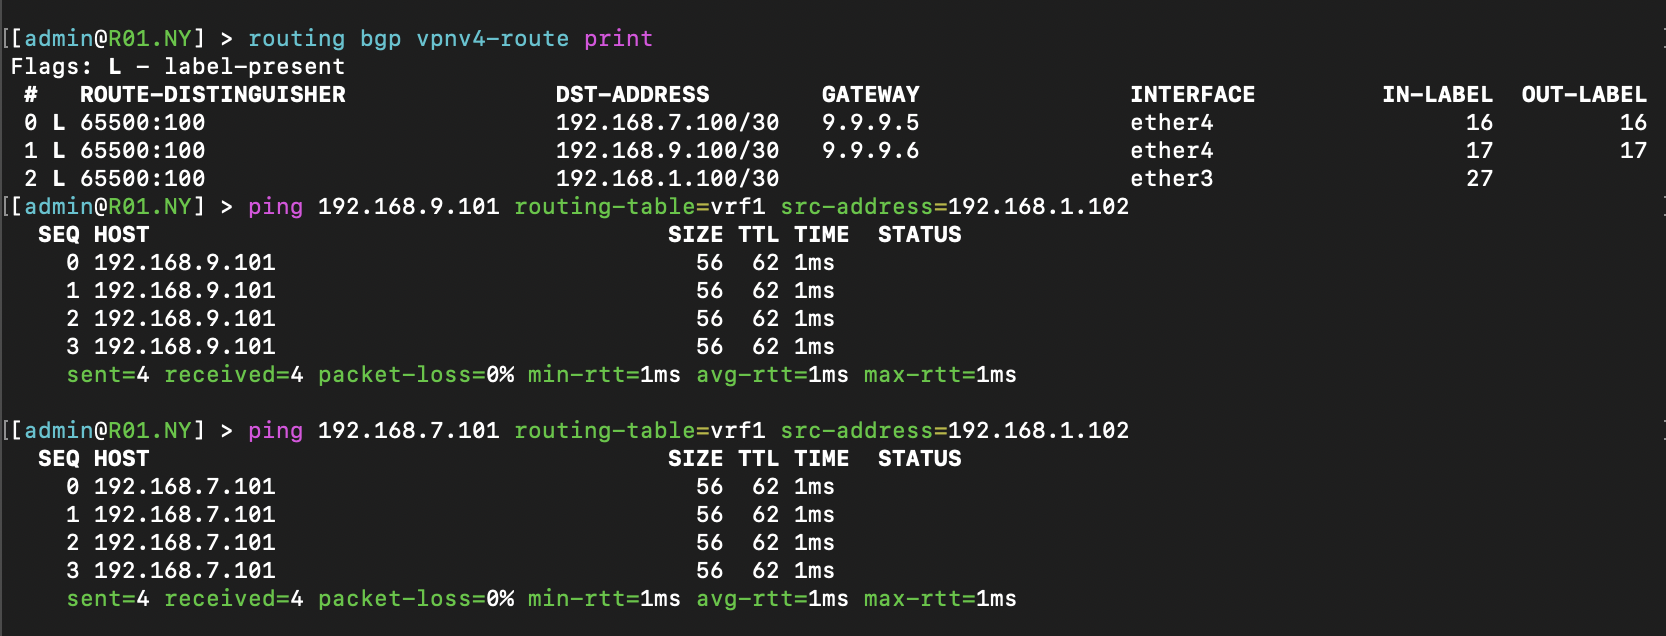 [[admin@R01.NY] > routing bgp vpnv4-route print ]
Flags: L - label-present
# ROUTE-DISTINGUISHER DST-ADDRESS GATEWAY INTERFACE IN-LABEL OUT-LABEL
0 L 65500:100 192.168.7.100/30 9.9.9.5 ether4 16 16
1 L 65500:100 192.168.9.100/30 9.9.9.6 ether4 17 17
2 L 65500:100 192.168.1.100/30 ether3 27
[[admin@R01.NY] > ping 192.168.9.101 routing-table=vrf1 src-address=192.168.1.102 ]
SEQ HOST SIZE TTL TIME STATUS
0 192.168.9.101 56 62 1ms
1 192.168.9.101 56 62 1ms
2 192.168.9.101 56 62 1ms
3 192.168.9.101 56 62 1ms
sent=4 received=4 packet-loss=0% min-rtt=1ms avg-rtt=1ms max-rtt=1ms
[[admin@R01.NY] > ping 192.168.7.101 routing-table=vrf1 src-address=192.168.1.102 ]
SEQ HOST SIZE TTL TIME STATUS
0 192.168.7.101 56 62 1ms
1 192.168.7.101 56 62 1ms
2 192.168.7.101 56 62 1ms
3 192.168.7.101 56 62 1ms
sent=4 received=4 packet-loss=0% min-rtt=1ms avg-rtt=1ms max-rtt=1ms